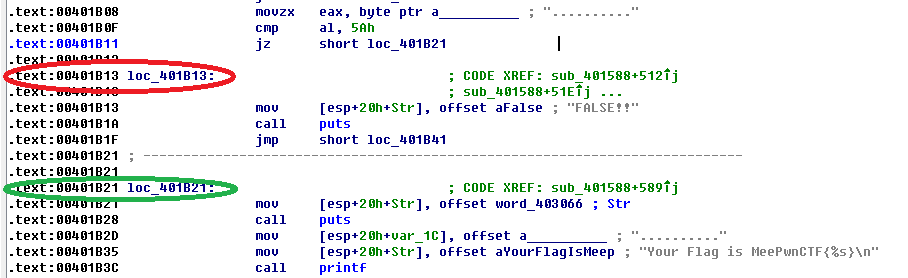 .text:00401B08 movzx eax, byte ptr a__________ ; ".........."
.text:00401B0F cmp al, 5Ah
.text:00401B11 jz short loc_401B21
.text:00401B13 loc_401B13: ; CODE XREF: sub_401588+512↑j
; sub_401588+51E↑j ...
.text:00401B13 mov [esp+20h+Str], offset aFalse ; "FALSE!!"
.text:00401B1A call puts
.text:00401B1F jmp short loc_401B41
.text:00401B21 ; ---------------------------------------------------------------------------
.text:00401B21
.text:00401B21 loc_401B21: ; CODE XREF: sub_401588+589↑j
.text:00401B21 mov [esp+20h+Str], offset word_403066 ; Str
.text:00401B28 call puts
.text:00401B2D mov [esp+20h+var_1C], offset a__________ ; ".........."
.text:00401B35 mov [esp+20h+Str], offset aYourFlagIsMeep ; "Your Flag is MeePwnCTF{%s}\n"
.text:00401B3C call printf